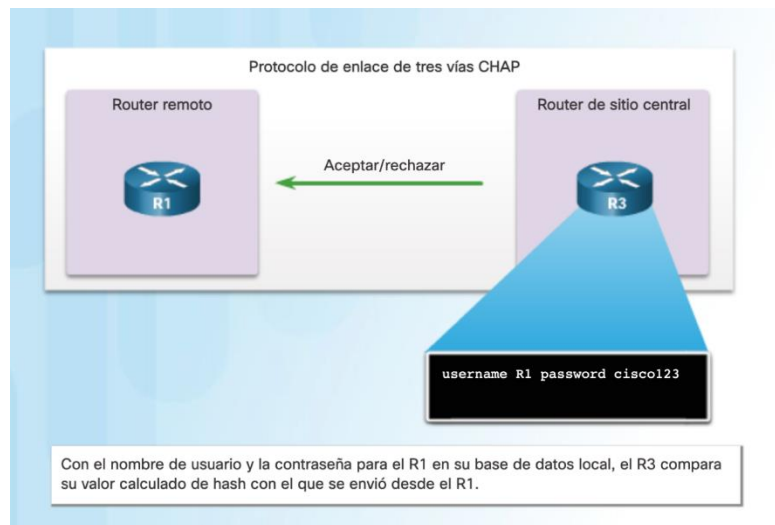 Protocolo de enlace de tres vías CHAP
Router remoto
Router de sitio central
Aceptar/rechazar
R1
R3
username R1 password cisco123
Con el nombre de usuario y la contraseña para el R1 en su base de datos local, el R3 compara
su valor calculado de hash con el que se envió desde el R1.